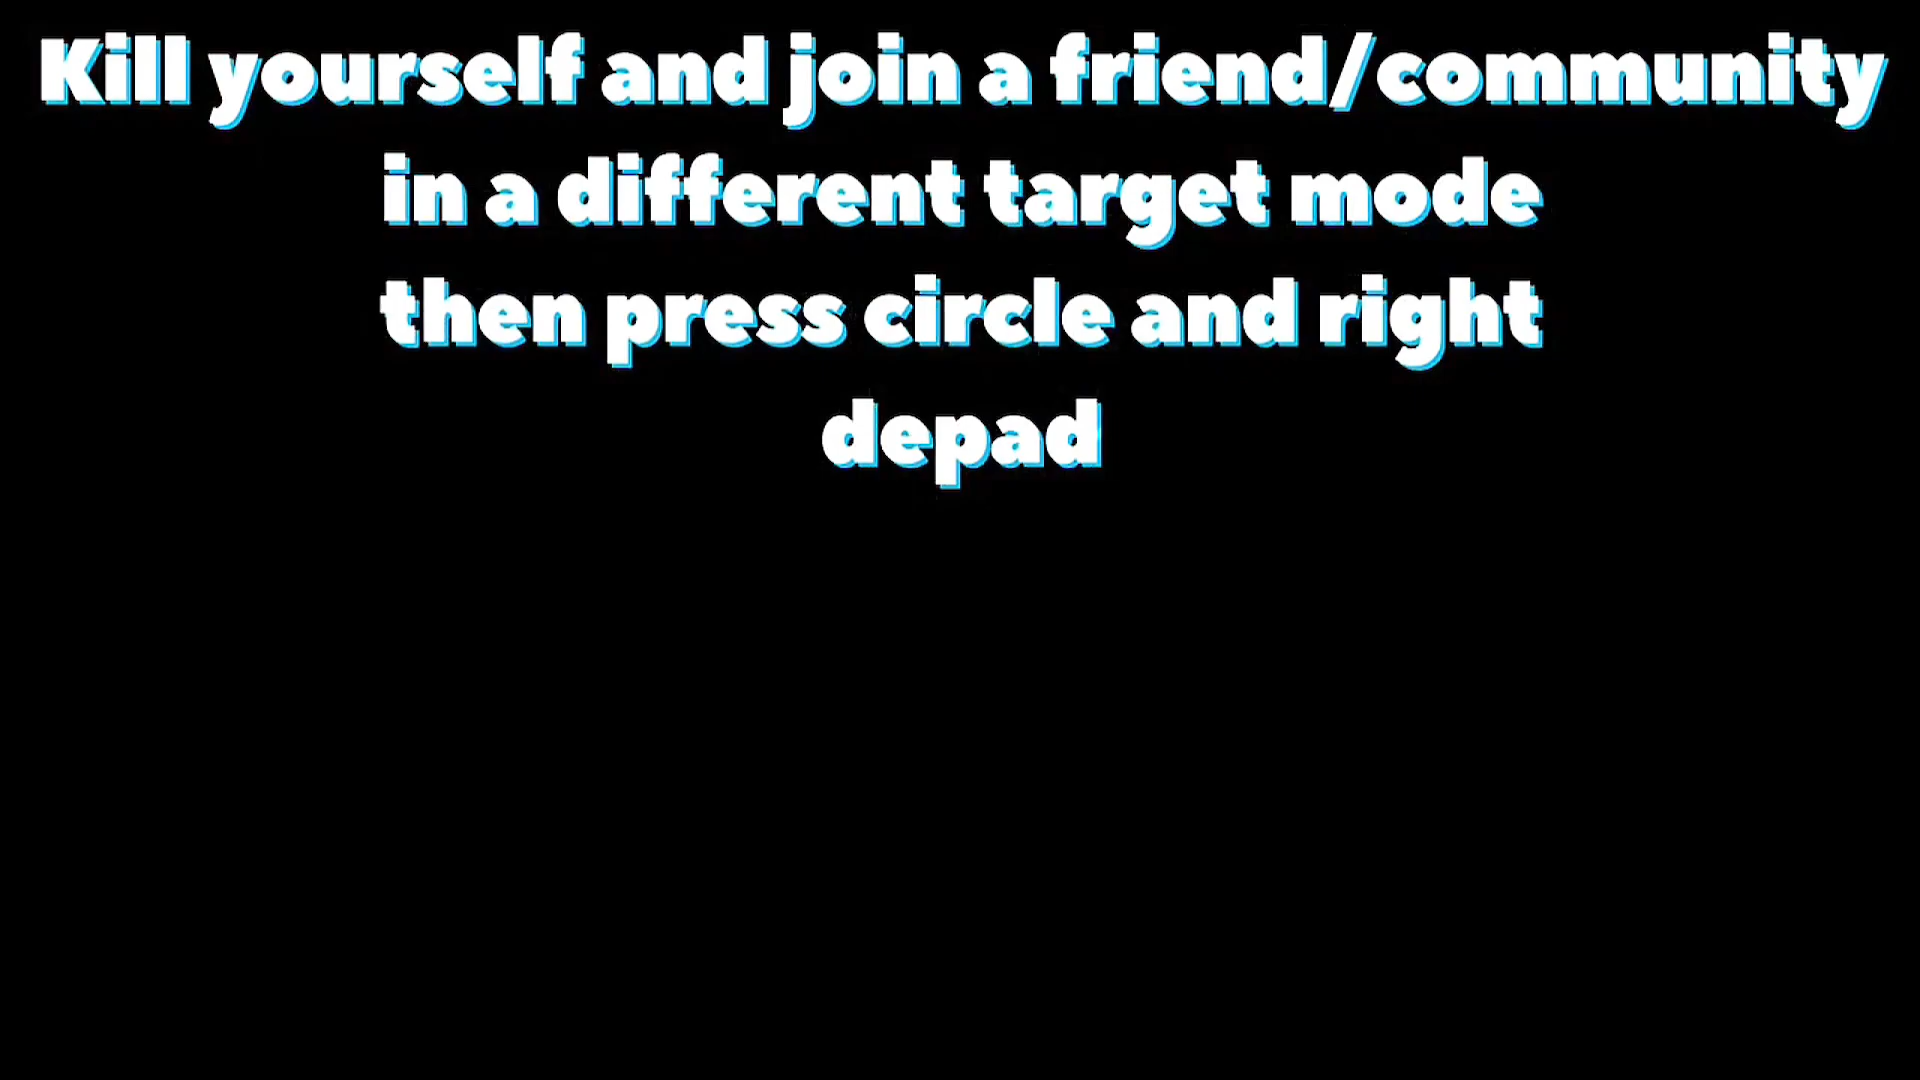 Kill yourself and join a friend/community
in a different target mode
then press circle and right
depad